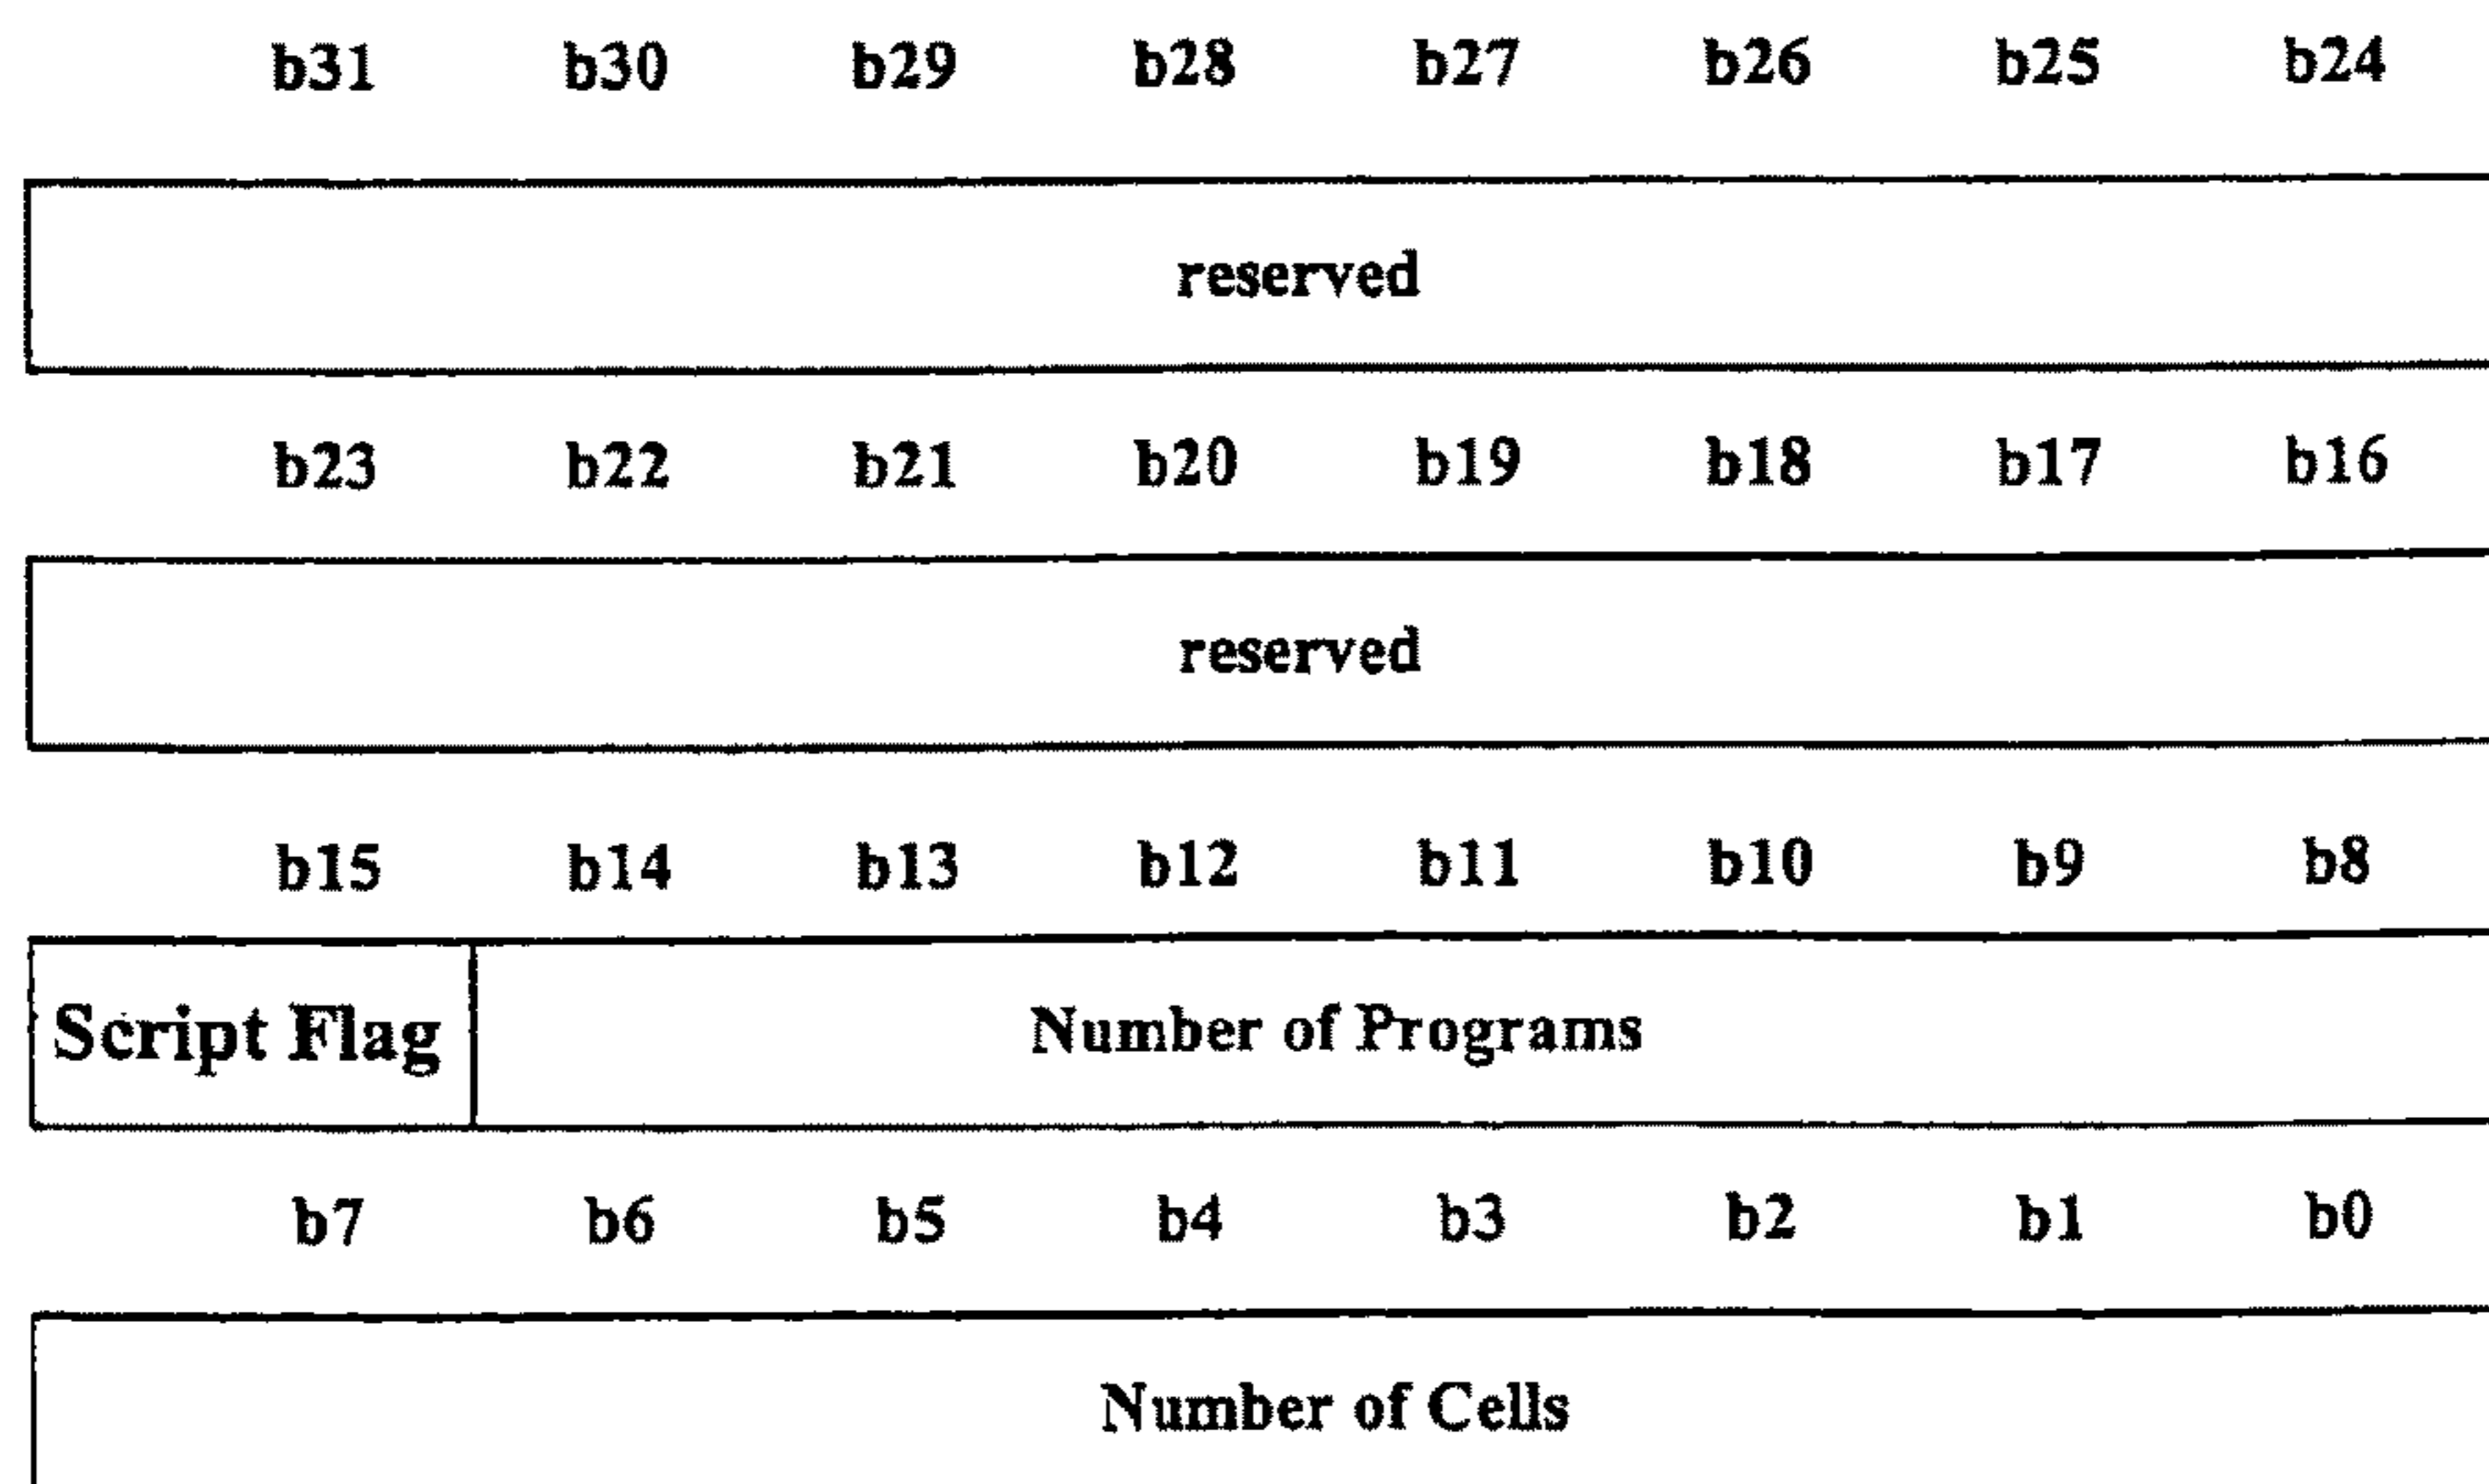 b31 b30 b29 b28 b27 b26 b25 b24
reserved
b23 b22 b21 b20 b19 b18 b17 b16
reserved
b15 b14 b13 b12 b11 b10 b9 b8
Script Flag Number of Programs
b7 b6 b5 b4 b3 b2 b1 b0
Number of Cells